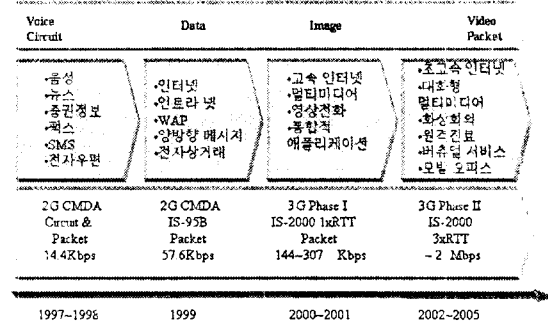 Voice
Circuit
Data
Image
Video
Packet
•음성
•뉴스
•증권정보
•팩스
•SMS
•전자우편
•인터넷
•인트라 넷
•WAP
•양방향 메시지
•전자상거래
•고속 인터넷
•멀티미디어
•영상전화
•통합적
애플리케이션
•초고속 인터넷
•대화형
멀티미디어
•화상회의
•원격진료
•버츄얼 서비스
•모빌 오피스
2G CMDA
Circuit &
Packet
14.4Kbps
2G CMDA
IS-95B
Packet
57.6Kbps
3G Phase I
IS-2000 1xRTT
Packet
144~307 Kbps
3G Phase II
IS-2000
3xRTT
~2 Mbps
1997~1998
1999
2000~2001
2002~2005